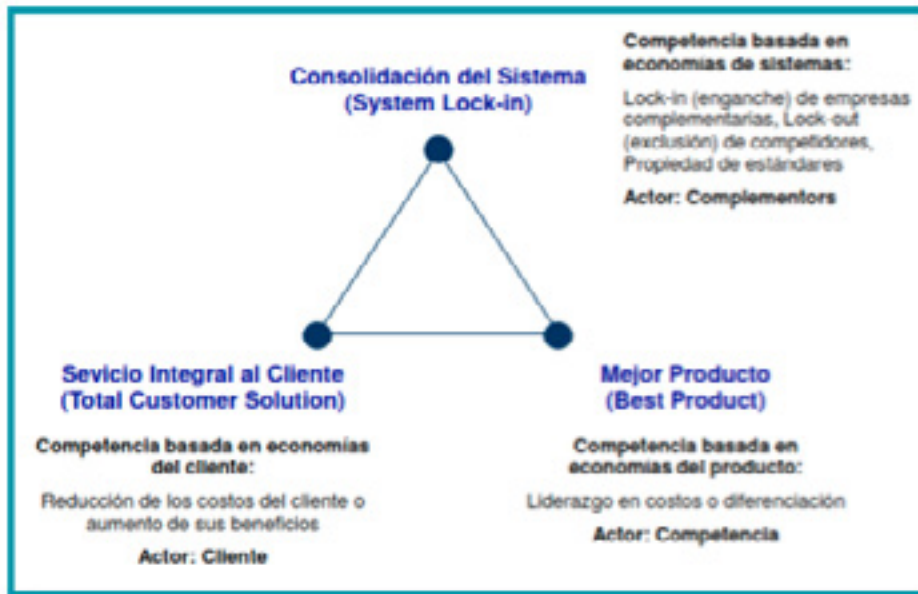 Consolidación del Sistema
(System Lock-in)
Competencia basada en
economías de sistemas:
Lock-in (enganche) de empresas
complementarias, Lock-out
(exclusión) de competidores,
Propiedad de estándares
Actor: Complementors
Sevicio Integral al Cliente
(Total Customer Solution)
Competencia basada en economías
del cliente:
Reducción de los costos del cliente o
aumento de sus beneficios
Actor: Cliente
Mejor Producto
(Best Product)
Competencia basada en
economías del producto:
Liderazgo en costos o diferenciación
Actor: Competencia